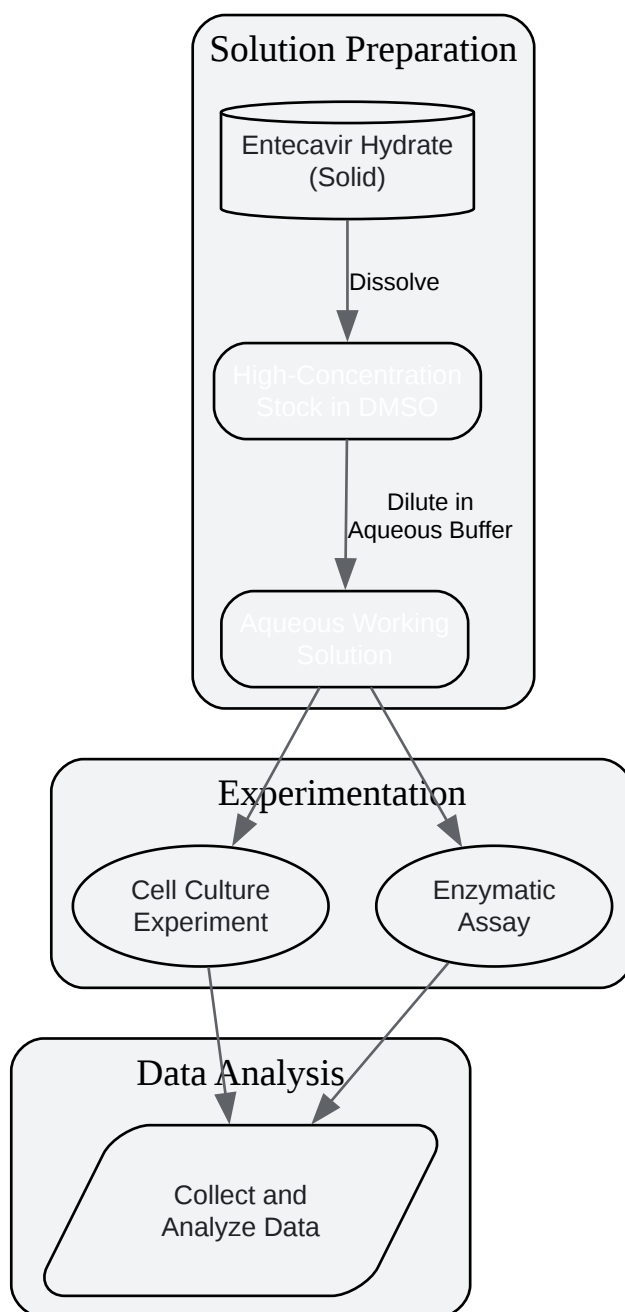 Solution Preparation
Entecavir Hydrate
(Solid)
Dissolve
High-Concentration
Stock in DMSO
Dilute in
Aqueous Buffer
Aqueous Working
Solution
Experimentation
Cell Culture
Experiment
Enzymatic
Assay
Data Analysis
Collect and
Analyze Data